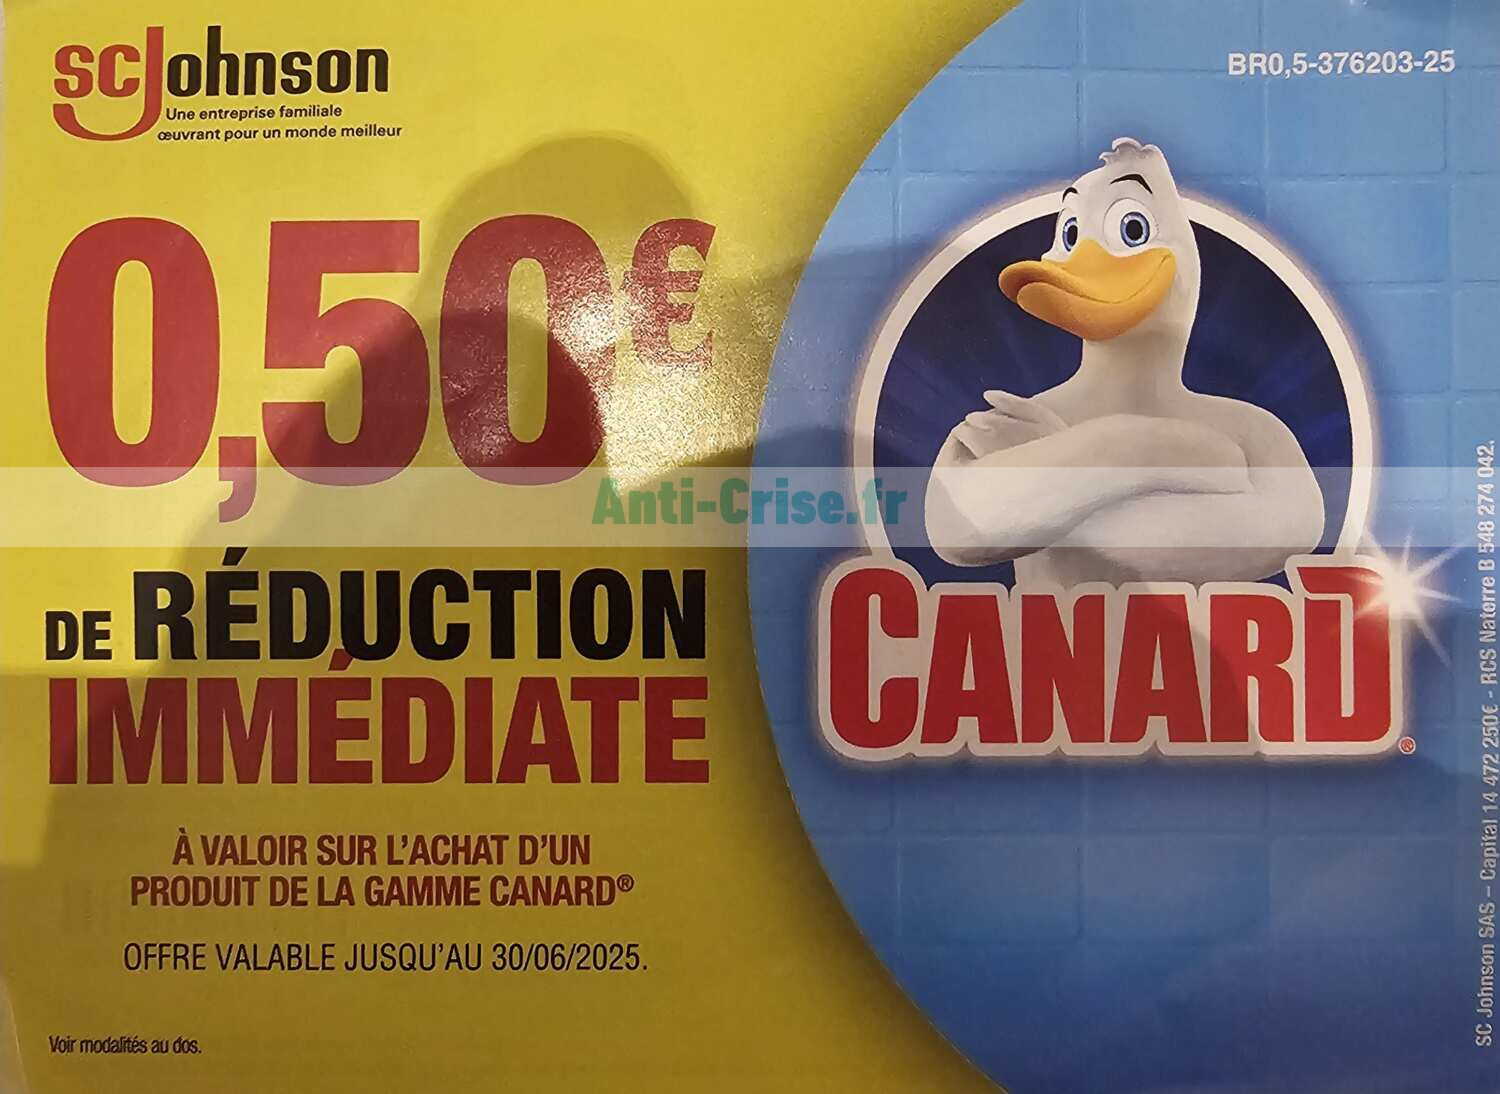 SC Johnson
Une entreprise familiale
œuvrant pour un monde meilleur
BR0,5-376203-25
0,50€
DE RÉDUCTION
IMMÉDIATE
À VALOIR SUR L'ACHAT D'UN
PRODUIT DE LA GAMME CANARD®
OFFRE VALABLE JUSQU'AU 30/06/2025.
Voir modalités au dos.
Anti-Crise.fr
CANARD®
SC Johnson SAS – Capital 14 472 250€ - RCS Naterre B 548 274 042.